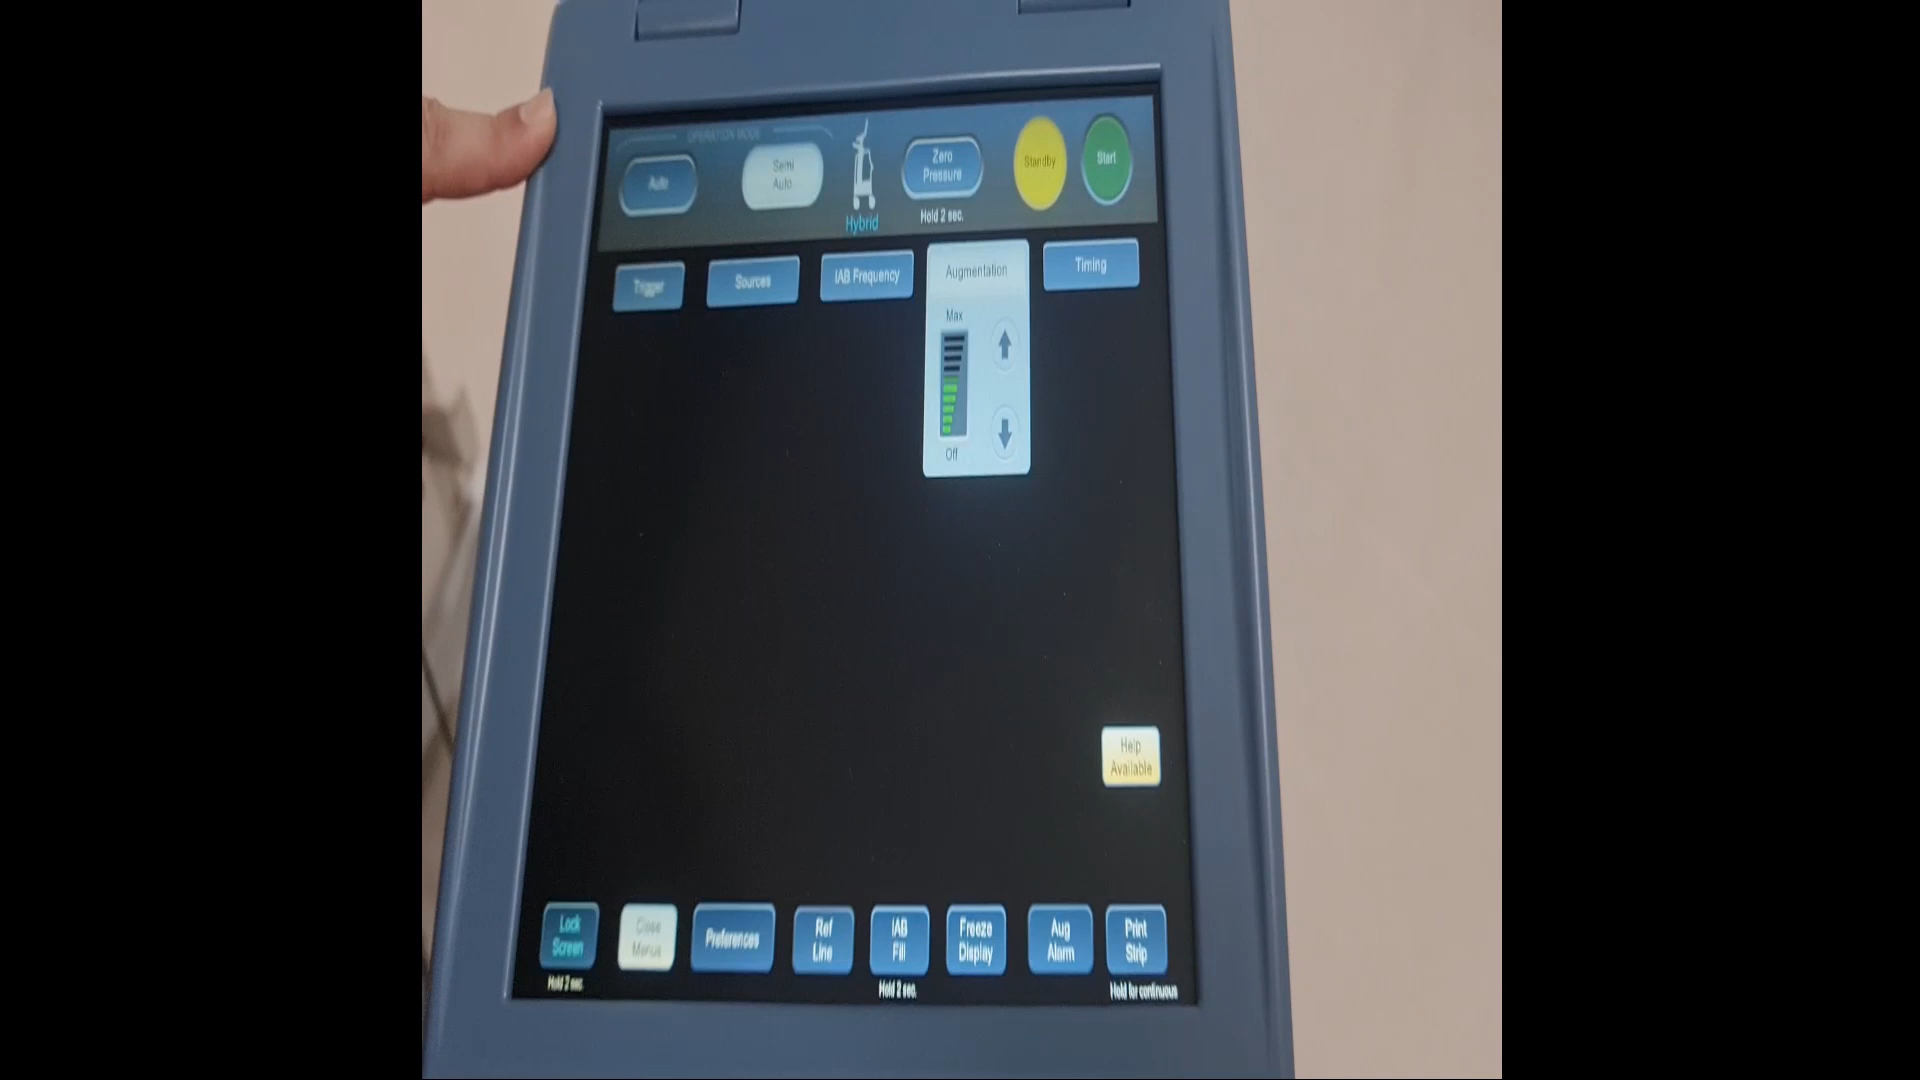 OPERATION MODE
Auto
Semi
Auto
Hybrid
Zero
Pressure
Hold 2 sec.
Standby
Start
Trigger
Sources
IAB Frequency
Augmentation
Max
Off
Timing
Help
Available
Lock
Screen
Hold 2 sec.
Close
Menus
Preferences
Ref
Line
IAB
Fill
Hold 2 sec.
Freeze
Display
Aug
Alarm
Print
Strip
Hold for continuous